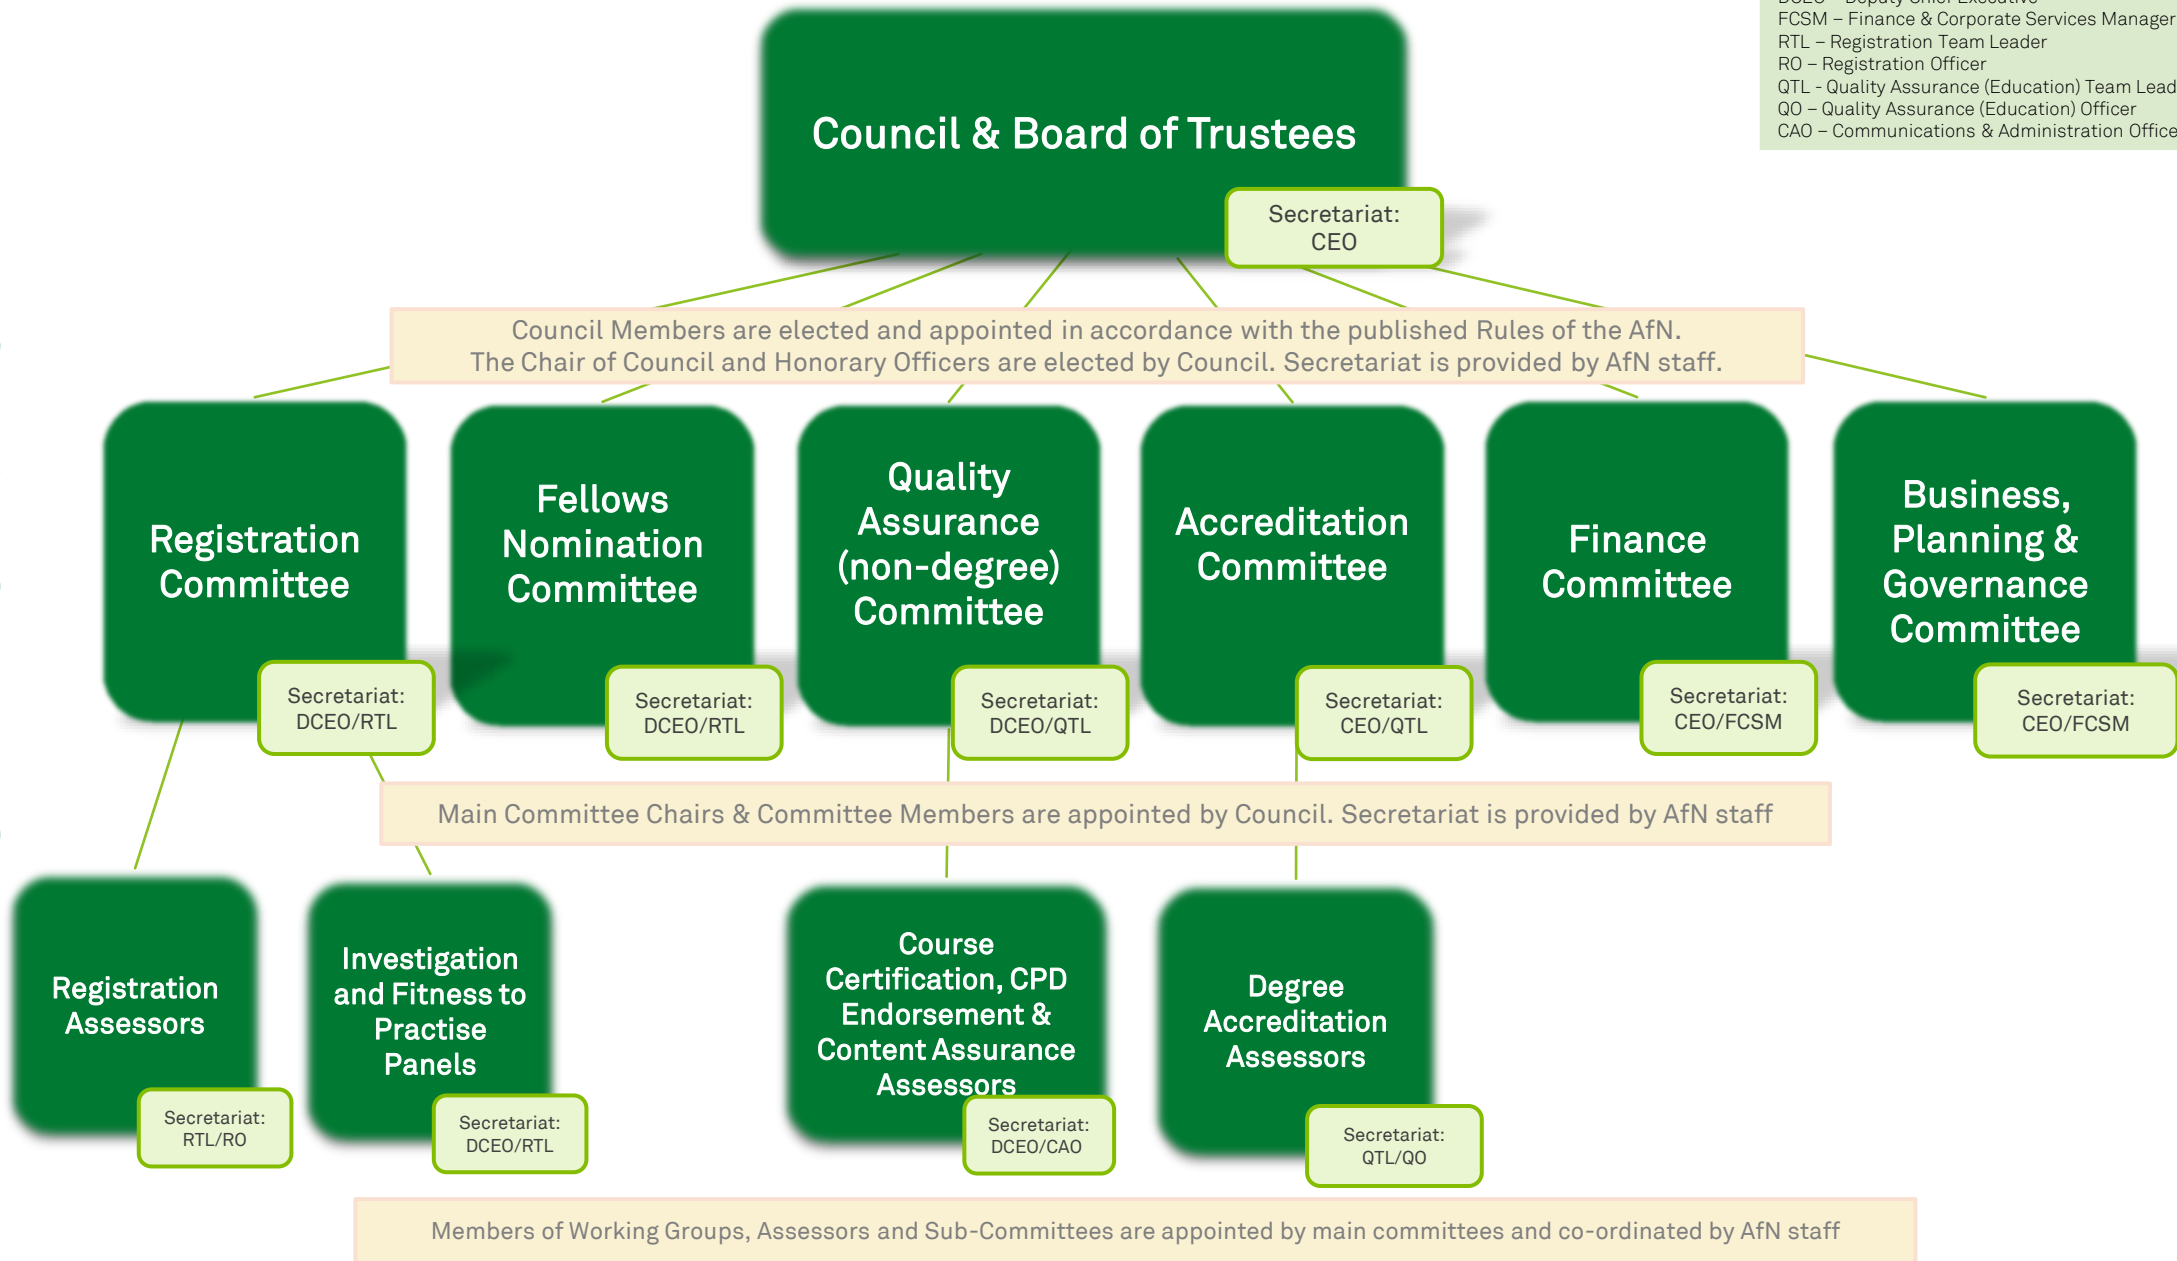 DCEO – Deputy Chief Executive
FCSM – Finance & Corporate Services Manager
RTL – Registration Team Leader
RO – Registration Officer
QTL - Quality Assurance (Education) Team Lead
QO – Quality Assurance (Education) Officer
CAO – Communications & Administration Office
Council & Board of Trustees
Secretariat:
CEO
Council Members are elected and appointed in accordance with the published Rules of the AfN.
The Chair of Council and Honorary Officers are elected by Council. Secretariat is provided by AfN staff.
Registration
Committee
Secretariat:
DCEO/RTL
Fellows
Nomination
Committee
Secretariat:
DCEO/RTL
Quality
Assurance
(non-degree)
Committee
Secretariat:
DCEO/QTL
Accreditation
Committee
Secretariat:
CEO/QTL
Finance
Committee
Secretariat:
CEO/FCSM
Business,
Planning &
Governance
Committee
Secretariat:
CEO/FCSM
Main Committee Chairs & Committee Members are appointed by Council. Secretariat is provided by AfN staff
Registration
Assessors
Secretariat:
RTL/RO
Investigation
and Fitness to
Practise
Panels
Secretariat:
DCEO/RTL
Course
Certification, CPD
Endorsement &
Content Assurance
Assessors
Secretariat:
DCEO/CAO
Degree
Accreditation
Assessors
Secretariat:
QTL/QO
Members of Working Groups, Assessors and Sub-Committees are appointed by main committees and co-ordinated by AfN staff